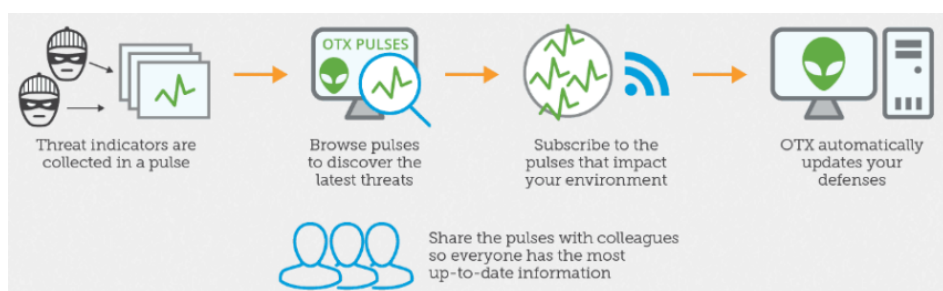 OTX PULSES
Threat indicators are
collected in a pulse
Browse pulses
to discover the
latest threats
Subscribe to the
pulses that impact
your environment
OTX automatically
updates your
defenses
Share the pulses with colleagues
so everyone has the most
up-to-date information